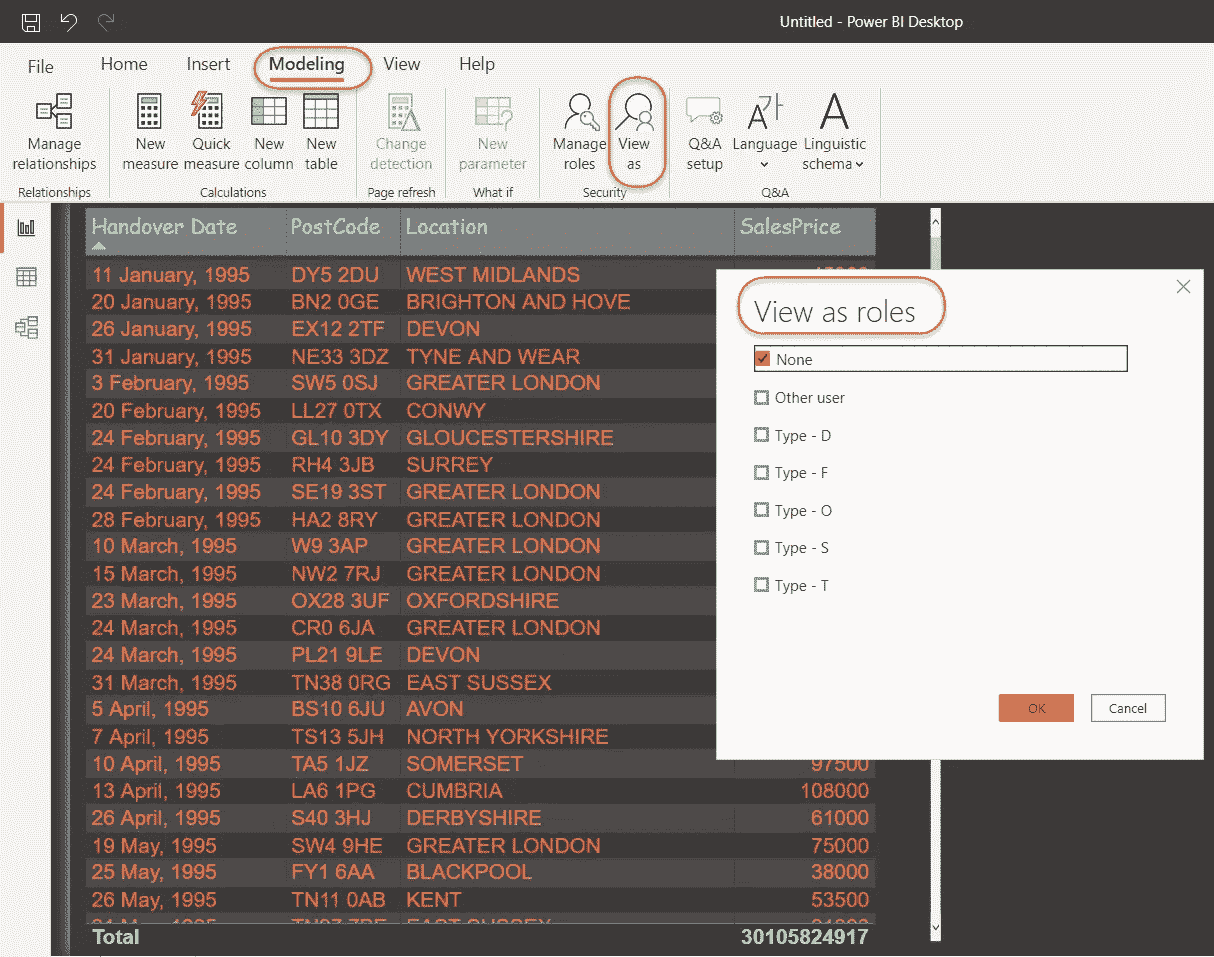 Untitled - Power BI Desktop
File Home Insert Modeling View Help
Manage relationships
New measure
Quick measure
New column
New table
Change detection
New parameter
Manage roles
View as
Q&A setup
Language
Linguistic schema
Relationships
Calculations
Page refresh
What if
Security
Q&A
Handover Date PostCode Location SalesPrice
11 January, 1995 DY5 2DU WEST MIDLANDS
20 January, 1995 BN2 0GE BRIGHTON AND HOVE
26 January, 1995 EX12 2TF DEVON
31 January, 1995 NE33 3DZ TYNE AND WEAR
3 February, 1995 SW5 0SJ GREATER LONDON
20 February, 1995 LL27 0TX CONWY
24 February, 1995 GL10 3DY GLOUCESTERSHIRE
24 February, 1995 RH4 3JB SURREY
24 February, 1995 SE19 3ST GREATER LONDON
28 February, 1995 HA2 8RY GREATER LONDON
10 March, 1995 W9 3AP GREATER LONDON
15 March, 1995 NW2 7RJ GREATER LONDON
23 March, 1995 OX28 3UF OXFORDSHIRE
24 March, 1995 CR0 6JA GREATER LONDON
24 March, 1995 PL21 9LE DEVON
31 March, 1995 TN38 0RG EAST SUSSEX
5 April, 1995 BS10 6JU AVON
7 April, 1995 TS13 5JH NORTH YORKSHIRE
10 April, 1995 TA5 1JZ SOMERSET 97500
13 April, 1995 LA6 1PG CUMBRIA 108000
26 April, 1995 S40 3HJ DERBYSHIRE 61000
19 May, 1995 SW4 9HE GREATER LONDON 75000
25 May, 1995 FY1 6AA BLACKPOOL 38000
26 May, 1995 TN11 0AB KENT 53500
Total 30105824917
View as roles
None
Other user
Type - D
Type - F
Type - O
Type - S
Type - T
OK Cancel